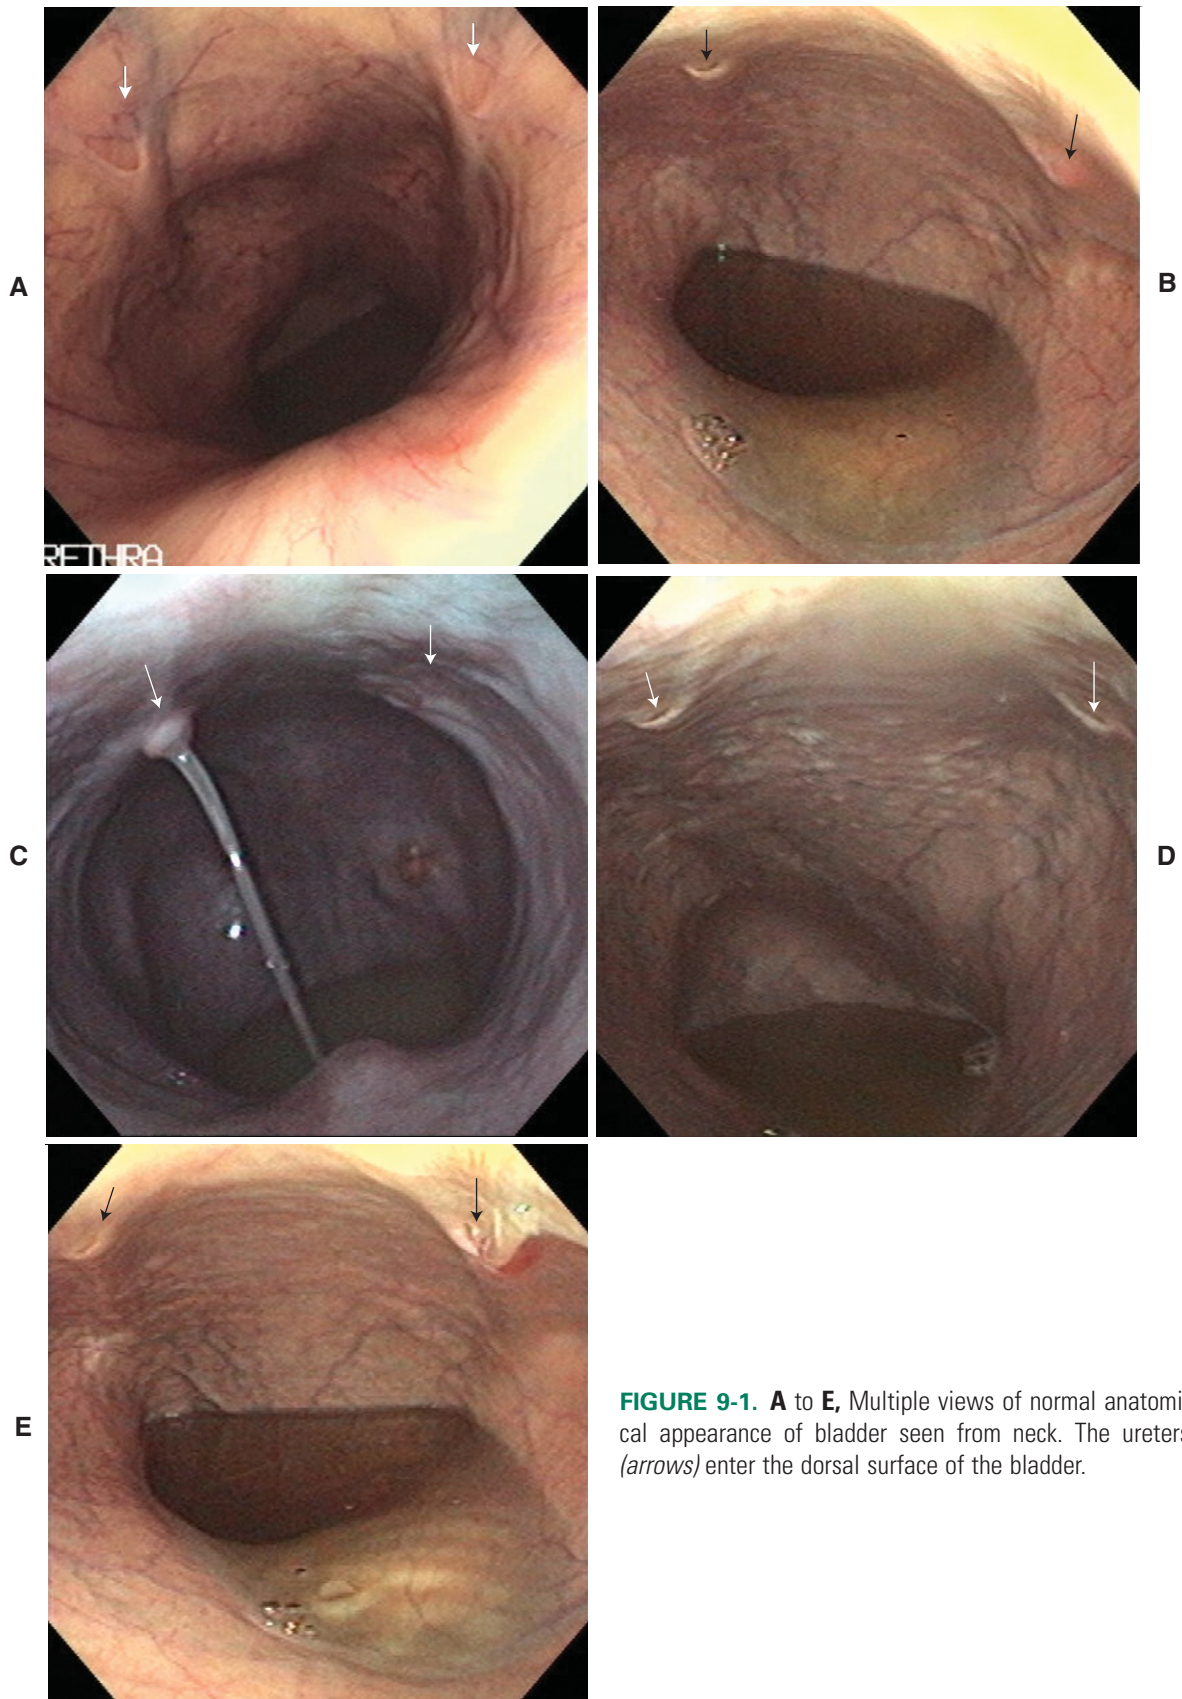 A
B
RETHRA
C
D
E
FIGURE 9-1. A to E, Multiple views of normal anatomi-
cal appearance of bladder seen from neck. The ureters
(arrows) enter the dorsal surface of the bladder.